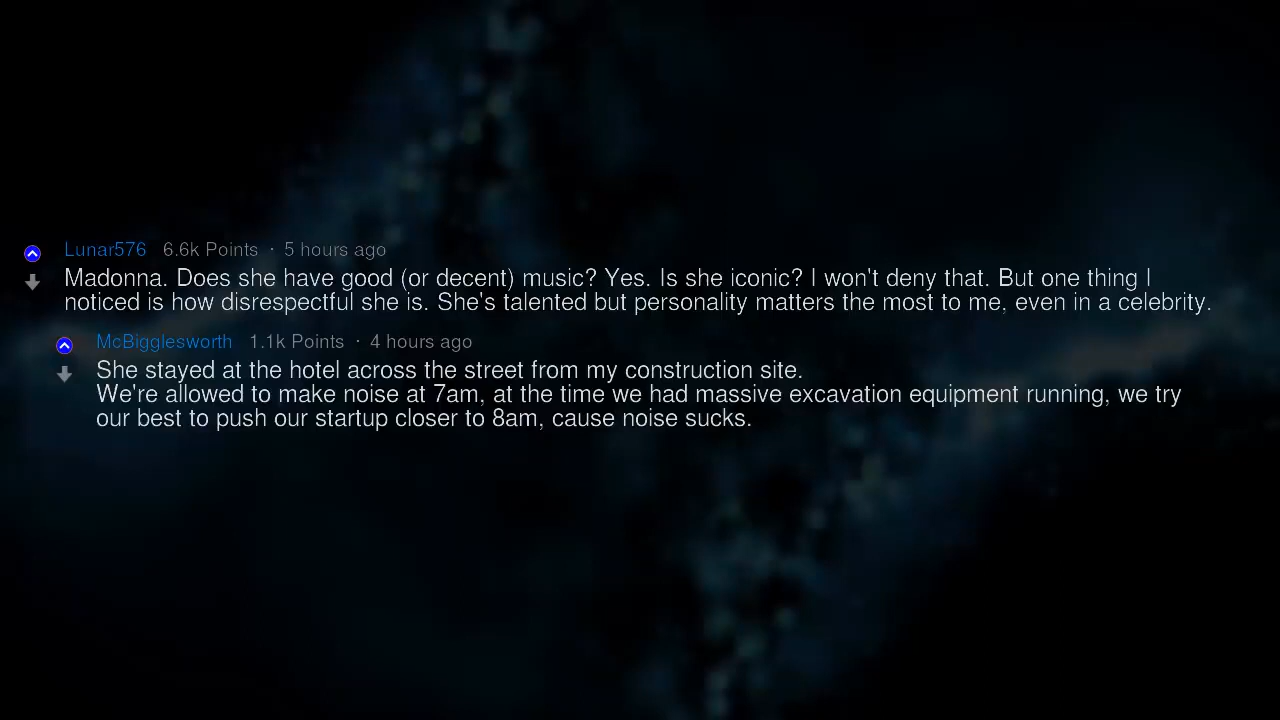 Lunar576 6.6k Points · 5 hours ago
Madonna. Does she have good (or decent) music? Yes. Is she iconic? I won't deny that. But one thing I
noticed is how disrespectful she is. She's talented but personality matters the most to me, even in a celebrity.
McBigglesworth 1.1k Points · 4 hours ago
She stayed at the hotel across the street from my construction site.
We're allowed to make noise at 7am, at the time we had massive excavation equipment running, we try
our best to push our startup closer to 8am, cause noise sucks.